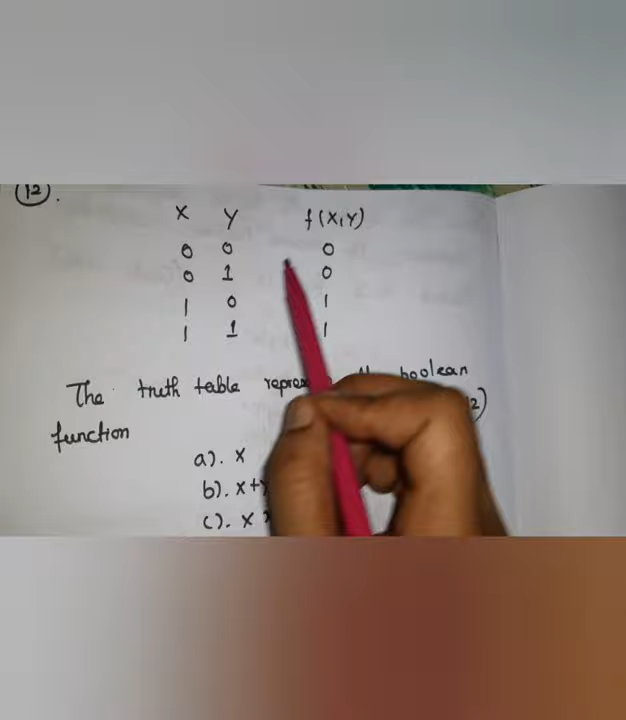 12.
X Y f(X,Y)
0 0 0
0 1 0
1 0 1
1 1 1
The truth table boolean
function
a). X
b). X+
c). X